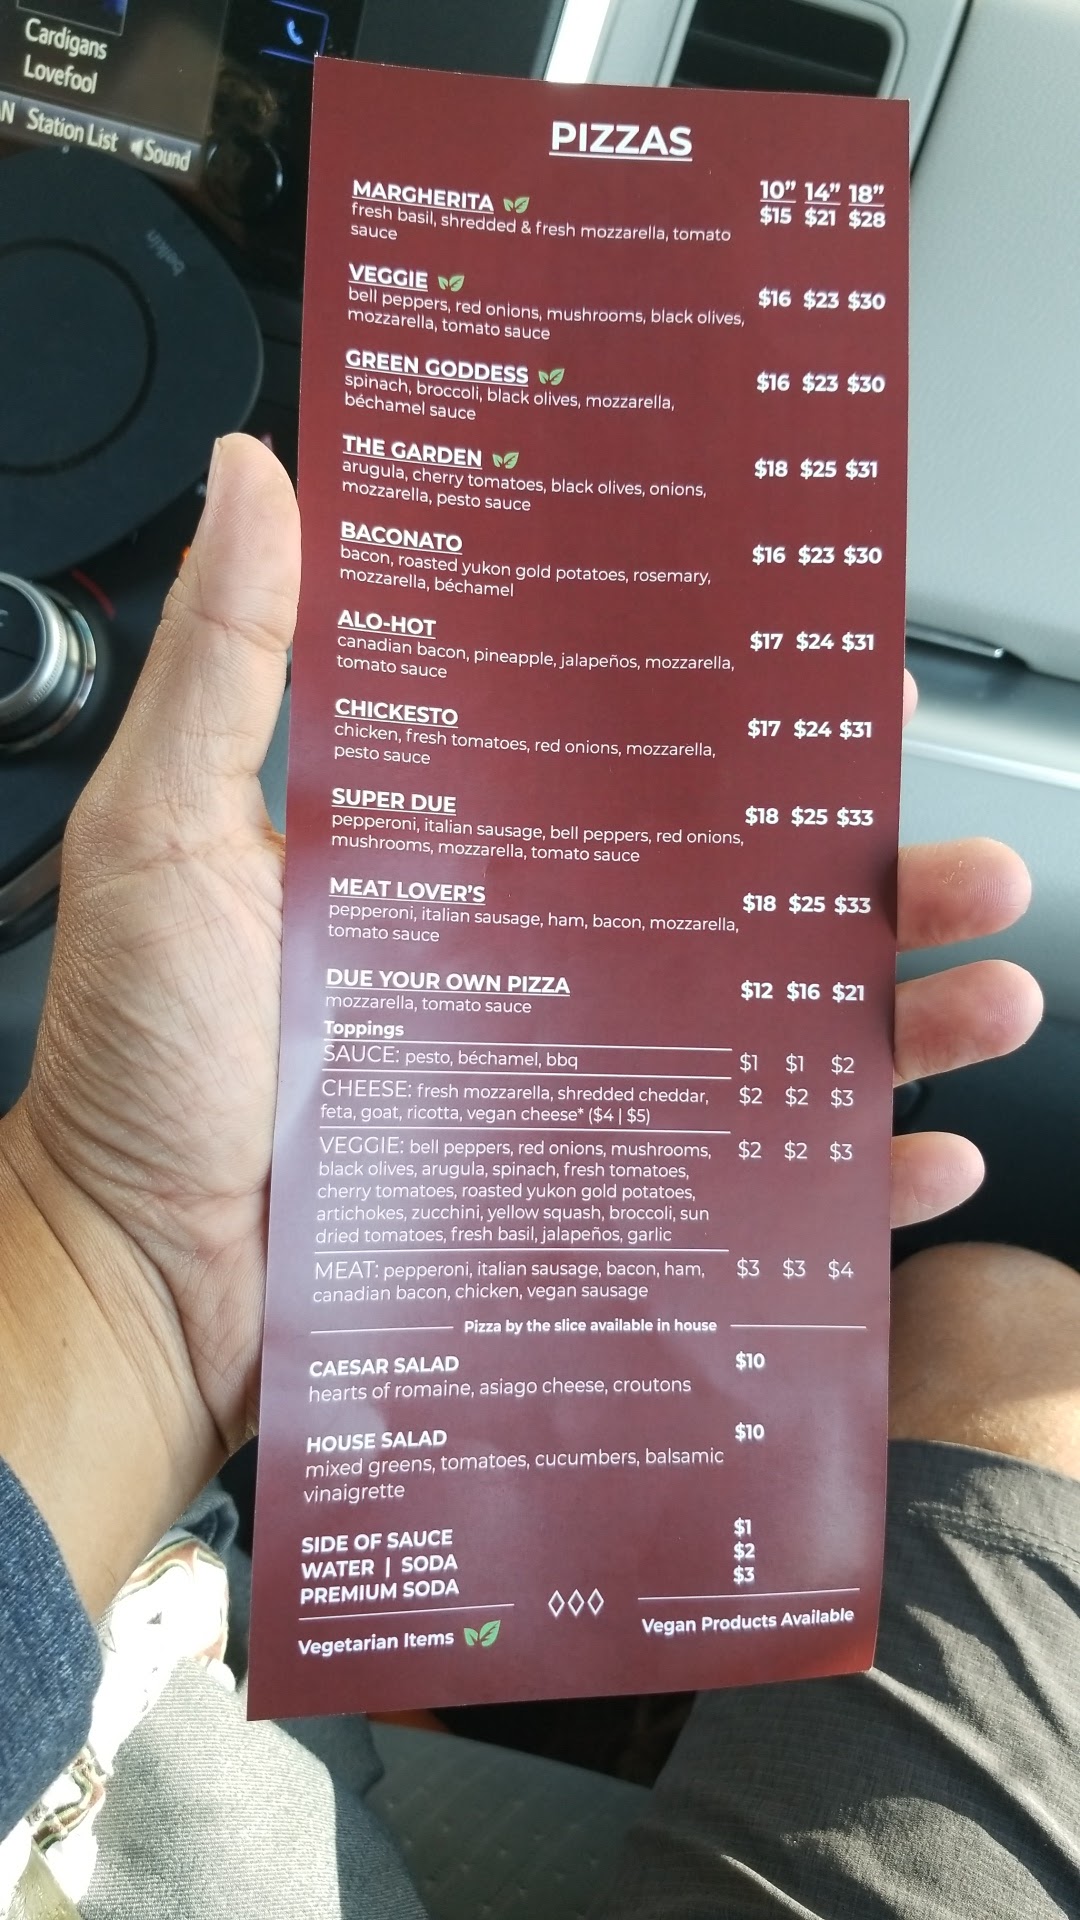 Cardigans
Lovefool
N Station List Sound
belkin
PIZZAS
10” 14” 18”
MARGHERITA $15 $21 $28
fresh basil, shredded & fresh mozzarella, tomato
sauce
VEGGIE $16 $23 $30
bell peppers, red onions, mushrooms, black olives,
mozzarella, tomato sauce
GREEN GODDESS $16 $23 $30
spinach, broccoli, black olives, mozzarella,
béchamel sauce
THE GARDEN $18 $25 $31
arugula, cherry tomatoes, black olives, onions,
mozzarella, pesto sauce
BACONATO $16 $23 $30
bacon, roasted yukon gold potatoes, rosemary,
mozzarella, béchamel
ALO-HOT $17 $24 $31
canadian bacon, pineapple, jalapeños, mozzarella,
tomato sauce
CHICKESTO $17 $24 $31
chicken, fresh tomatoes, red onions, mozzarella,
pesto sauce
SUPER DUE $18 $25 $33
pepperoni, italian sausage, bell peppers, red onions,
mushrooms, mozzarella, tomato sauce
MEAT LOVER’S $18 $25 $33
pepperoni, italian sausage, ham, bacon, mozzarella,
tomato sauce
DUE YOUR OWN PIZZA $12 $16 $21
mozzarella, tomato sauce
Toppings
SAUCE: pesto, béchamel, bbq $1 $1 $2
CHEESE: fresh mozzarella, shredded cheddar, $2 $2 $3
feta, goat, ricotta, vegan cheese* ($4 | $5)
VEGGIE: bell peppers, red onions, mushrooms, $2 $2 $3
black olives, arugula, spinach, fresh tomatoes,
cherry tomatoes, roasted yukon gold potatoes,
artichokes, zucchini, yellow squash, broccoli, sun
dried tomatoes, fresh basil, jalapeños, garlic
MEAT: pepperoni, italian sausage, bacon, ham, $3 $3 $4
canadian bacon, chicken, vegan sausage
Pizza by the slice available in house
CAESAR SALAD $10
hearts of romaine, asiago cheese, croutons
HOUSE SALAD $10
mixed greens, tomatoes, cucumbers, balsamic
vinaigrette
SIDE OF SAUCE $1
WATER | SODA $2
PREMIUM SODA $3
Vegetarian Items Vegan Products Available